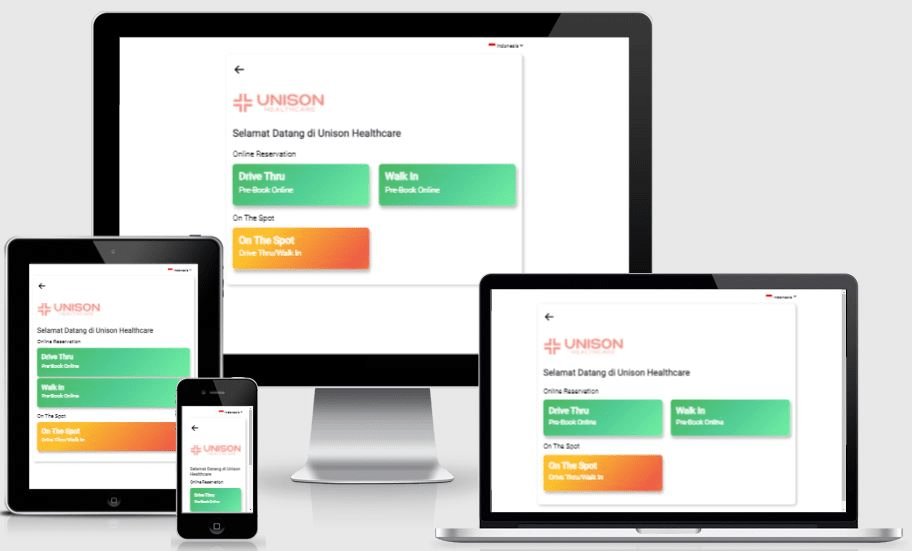 Indonesia
UNISON
HEALTHCARE
Selamat Datang di Unison Healthcare
Online Reservation
Drive Thru
Pre-Book Online
Walk In
Pre-Book Online
On The Spot
On The Spot
Drive Thru/Walk In
Indonesia
UNISON
HEALTHCARE
Selamat Datang di Unison Healthcare
Online Reservation
Drive Thru
Pre-Book Online
Walk In
Pre-Book Online
On The Spot
On The Spot
Drive Thru/Walk In
Indonesia
UNISON
HEALTHCARE
Selamat Datang di Unison
Healthcare
Online Reservation
Drive Thru
Pre-Book Online
Indonesia
UNISON
HEALTHCARE
Selamat Datang di Unison Healthcare
Online Reservation
Drive Thru
Pre-Book Online
Walk In
Pre-Book Online
On The Spot
On The Spot
Drive Thru/Walk In